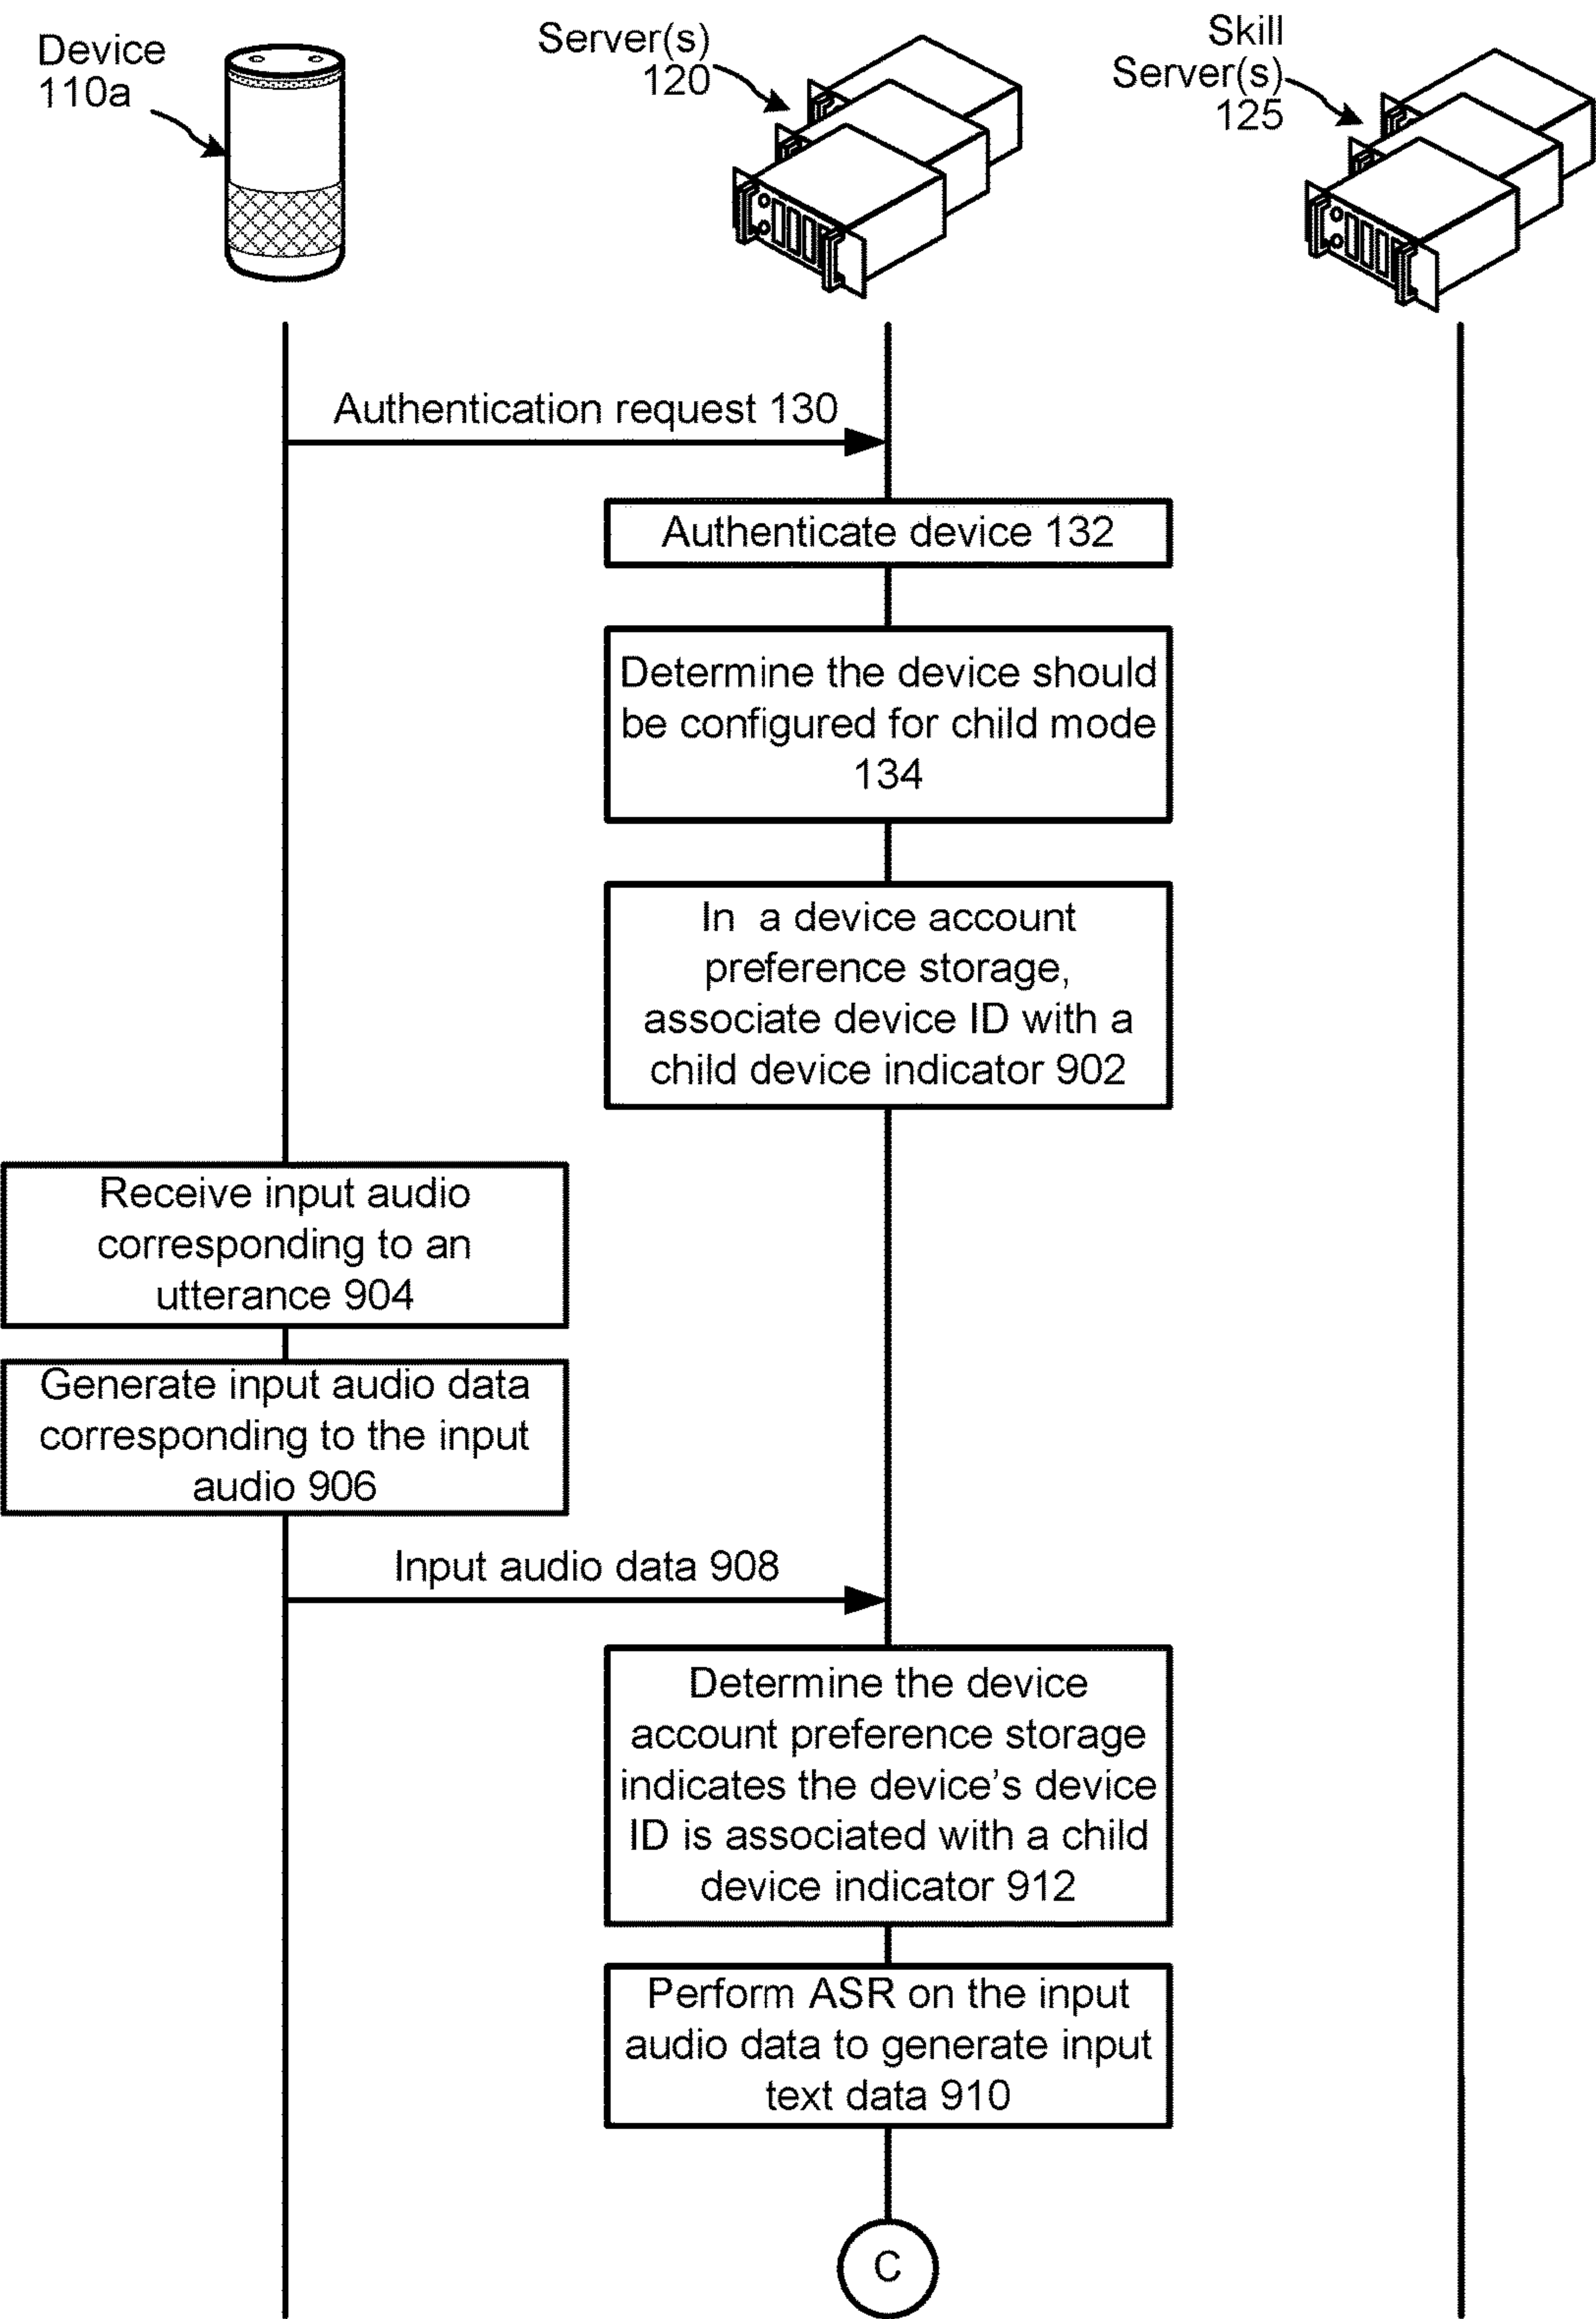 Device
110a
Server(s)
120
Skill
Server(s)
125
Authentication request 130
Authenticate device 132
Determine the device should
be configured for child mode
134
In a device account
preference storage,
associate device ID with a
child device indicator 902
Receive input audio
corresponding to an
utterance 904
Generate input audio data
corresponding to the input
audio 906
Input audio data 908
Determine the device
account preference storage
indicates the device’s device
ID is associated with a child
device indicator 912
Perform ASR on the input
audio data to generate input
text data 910
C